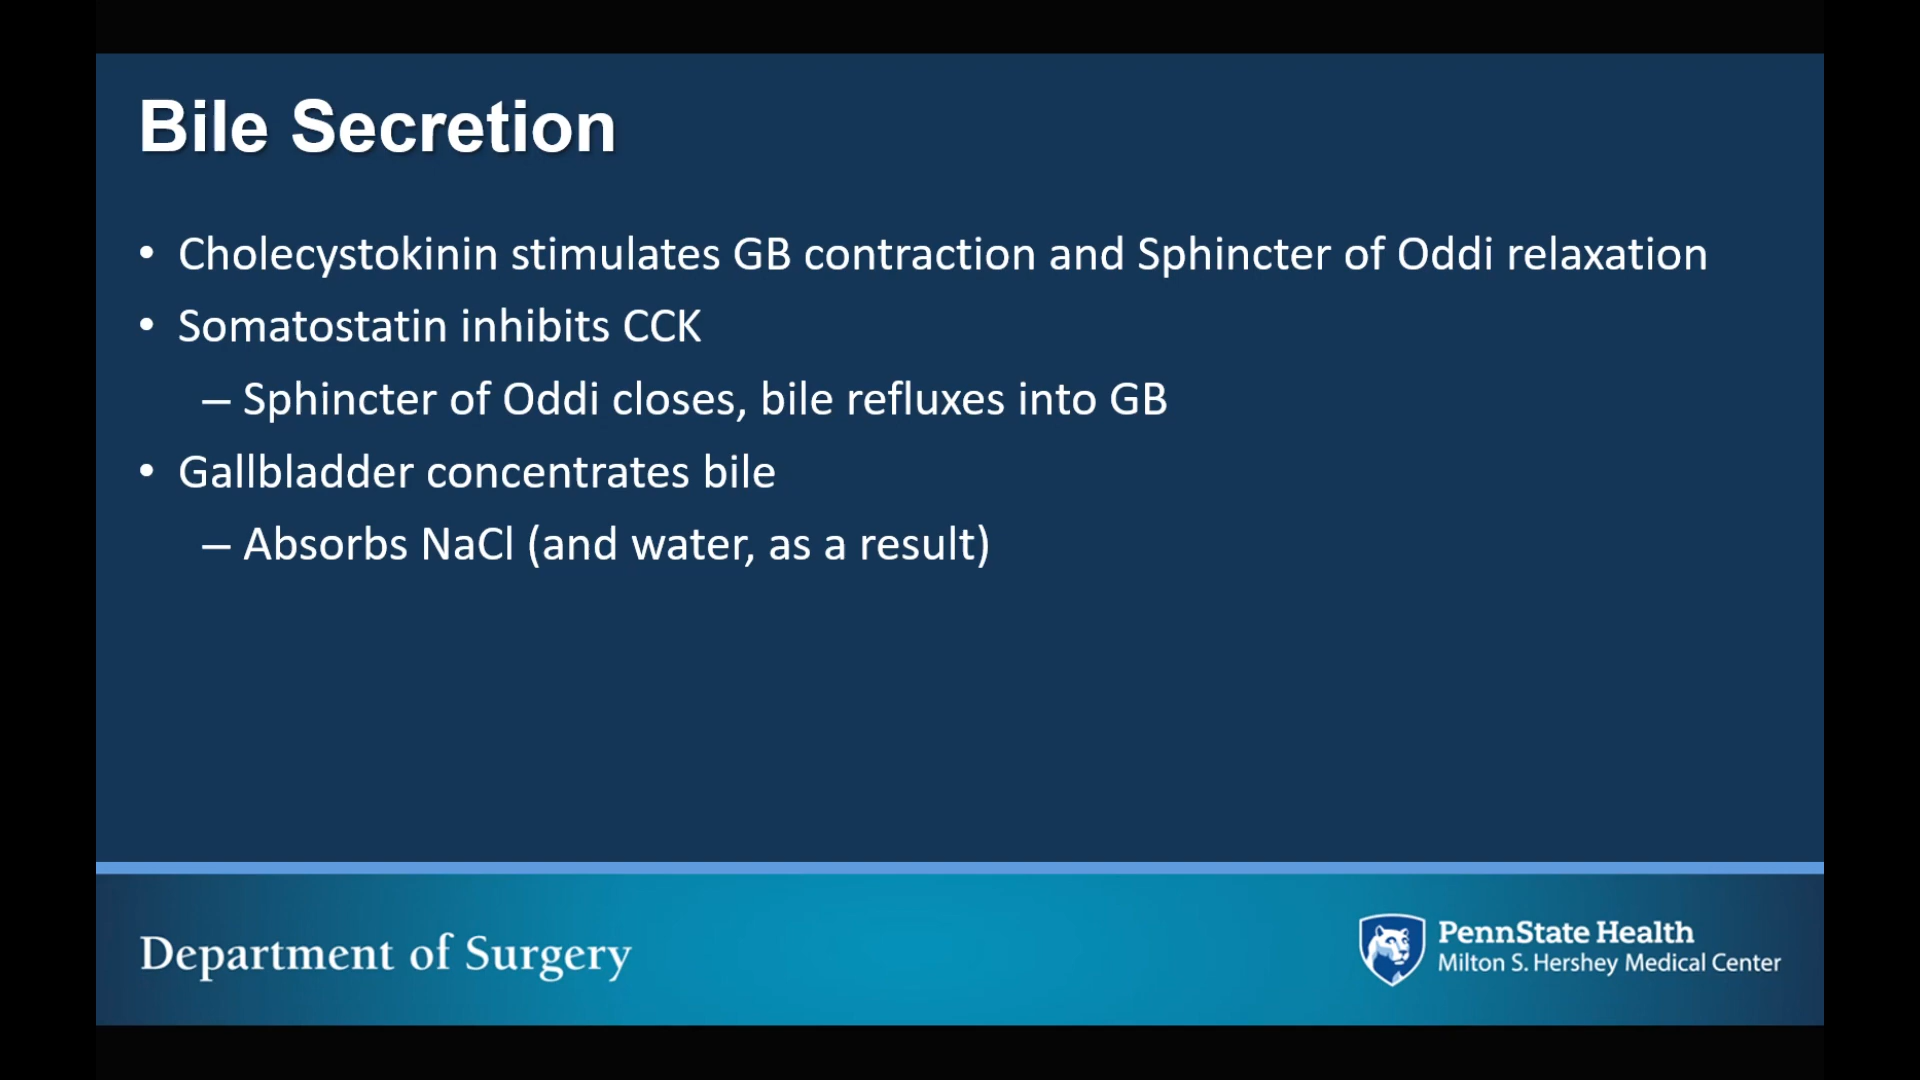 Bile Secretion
• Cholecystokinin stimulates GB contraction and Sphincter of Oddi relaxation
• Somatostatin inhibits CCK
– Sphincter of Oddi closes, bile refluxes into GB
• Gallbladder concentrates bile
– Absorbs NaCl (and water, as a result)
Department of Surgery
PennState Health
Milton S. Hershey Medical Center